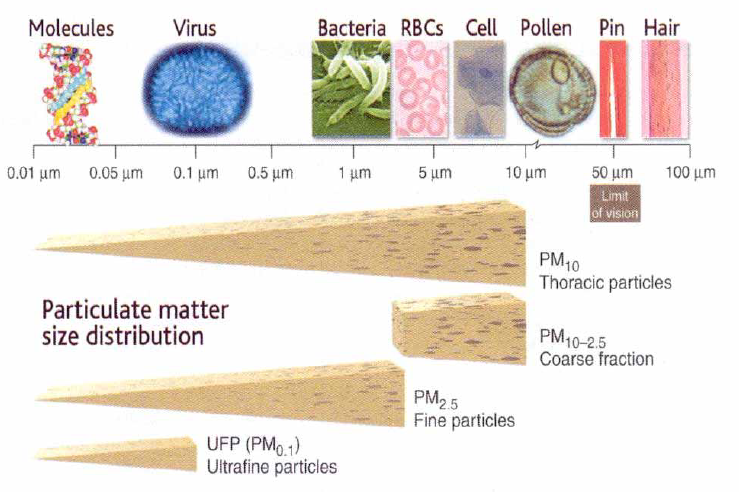 Molecules Virus Bacteria RBCs Cell Pollen Pin Hair
0.01 µm 0.05 µm 0.1 µm 0.5 µm 1 µm 5 µm 10 µm 50 µm 100 µm
Limit
of vision
PM10
Thoracic particles
Particulate matter
size distribution
PM10–2.5
Coarse fraction
PM2.5
Fine particles
UFP (PM0.1)
Ultrafine particles